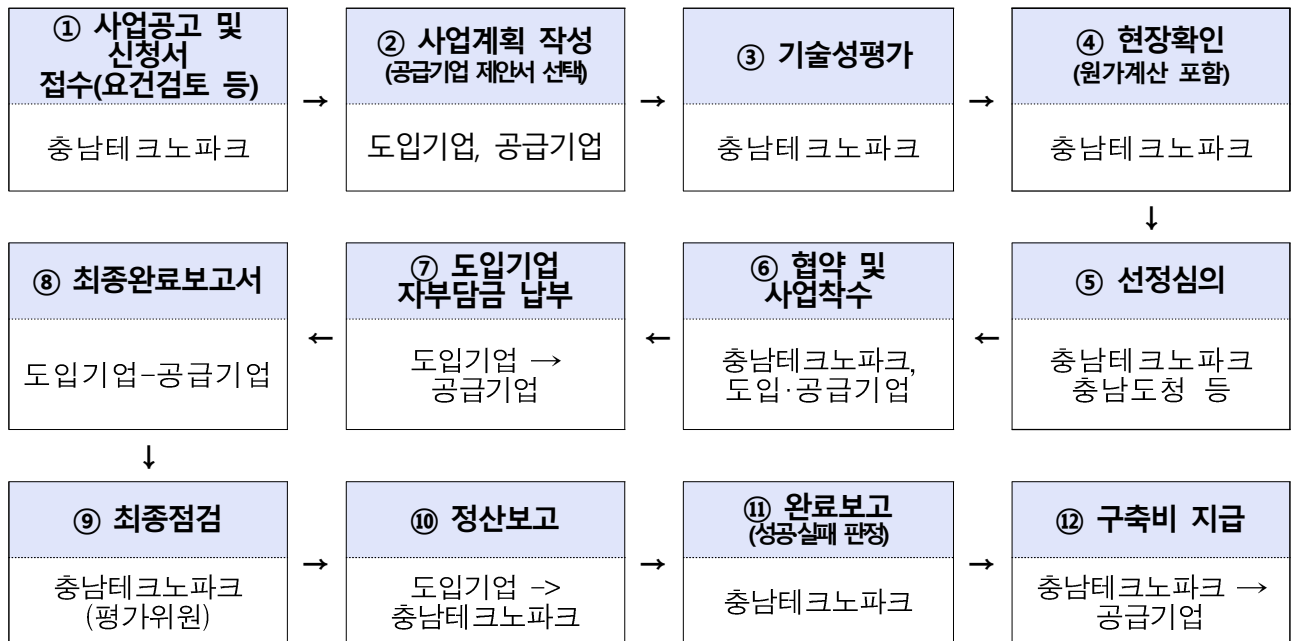 ① 사업공고 및
신청서
접수(요건검토 등)
충남테크노파크
→
② 사업계획 작성
(공급기업 제안서 선택)
도입기업, 공급기업
→
③ 기술성평가
충남테크노파크
→
④ 현장확인
(원가계산 포함)
충남테크노파크
↓
⑤ 선정심의
충남테크노파크
충남도청 등
←
⑥ 협약 및
사업착수
충남테크노파크,
도입·공급기업
←
⑦ 도입기업
자부담금 납부
도입기업 →
공급기업
←
⑧ 최종완료보고서
도입기업-공급기업
↓
⑨ 최종점검
충남테크노파크
(평가위원)
→
⑩ 정산보고
도입기업 ->
충남테크노파크
→
⑪ 완료보고
(성공·실패 판정)
충남테크노파크
→
⑫ 구축비 지급
충남테크노파크 →
공급기업